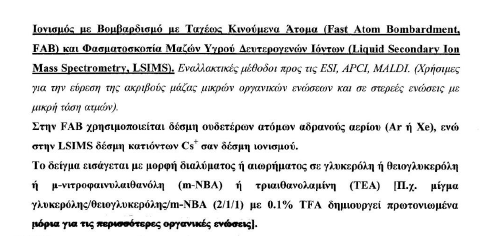 Ιονισμός με Βομβαρδισμό με Ταχέως Κινούμενα Άτομα (Fast Atom Bombardment,
FAB) και Φασματοσκοπία Μαζών Υγρού Δευτερογενών Ιόντων (Liquid Secondary Ion
Mass Spectrometry, LSIMS). Εναλλακτικές μέθοδοι προς τις ESI, APCI, MALDI. (Χρήσιμες
για την εύρεση της ακριβούς μάζας μικρών οργανικών ενώσεων και σε στερεές ενώσεις με
μικρή τάση ατμών).
Στην FAB χρησιμοποιείται δέσμη ουδετέρων ατόμων αδρανούς αερίου (Ar ή Xe), ενώ
στην LSIMS δέσμη κατιόντων Cs⁺ σαν δέσμη ιονισμού.
Το δείγμα εισάγεται με μορφή διαλύματος ή αιωρήματος σε γλυκερόλη ή θειογλυκερόλη
ή μ-νιτροφαινυλαιθανόλη (m-NBA) ή τριαιθανολαμίνη (TEA) [Π.χ. μίγμα
γλυκερόλης/θειογλυκερόλης/m-NBA (2/1/1) με 0.1% TFA δημιουργεί πρωτονιωμένα
μόρια για τις περισσότερες οργανικές ενώσεις].